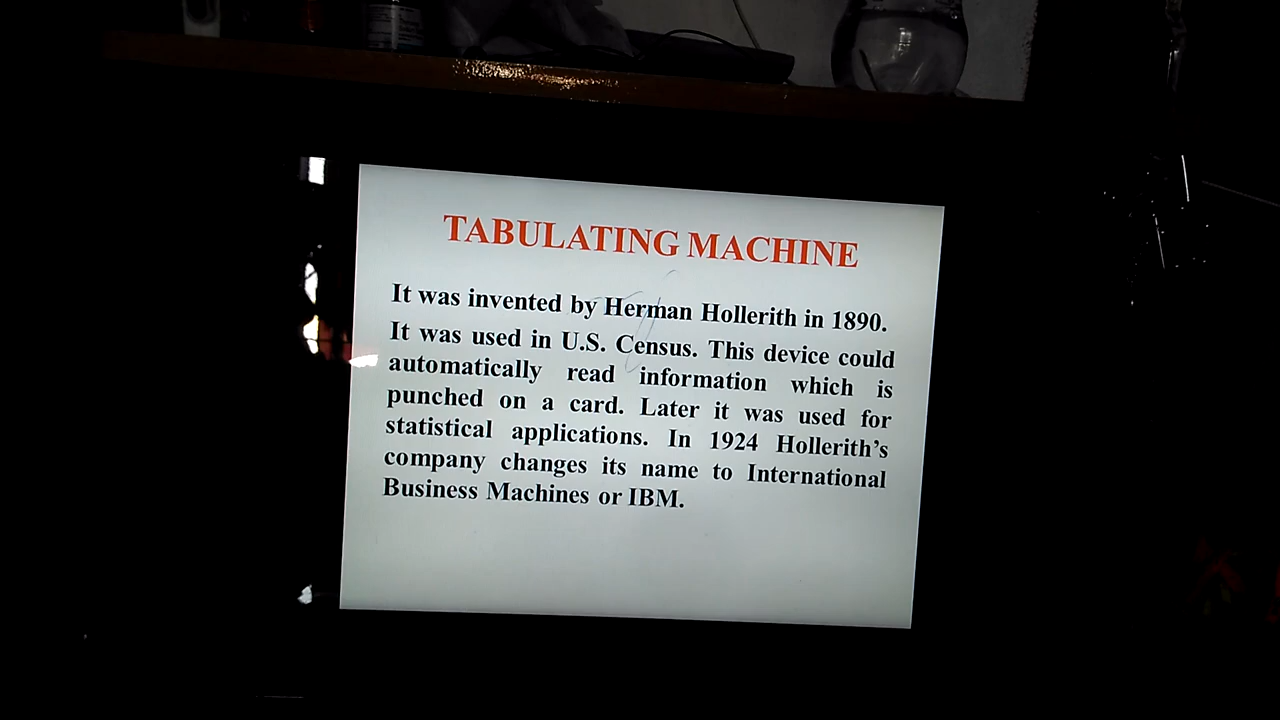 TABULATING MACHINE
It was invented by Herman Hollerith in 1890.
It was used in U.S. Census. This device could
automatically read information which is
punched on a card. Later it was used for
statistical applications. In 1924 Hollerith's
company changes its name to International
Business Machines or IBM.